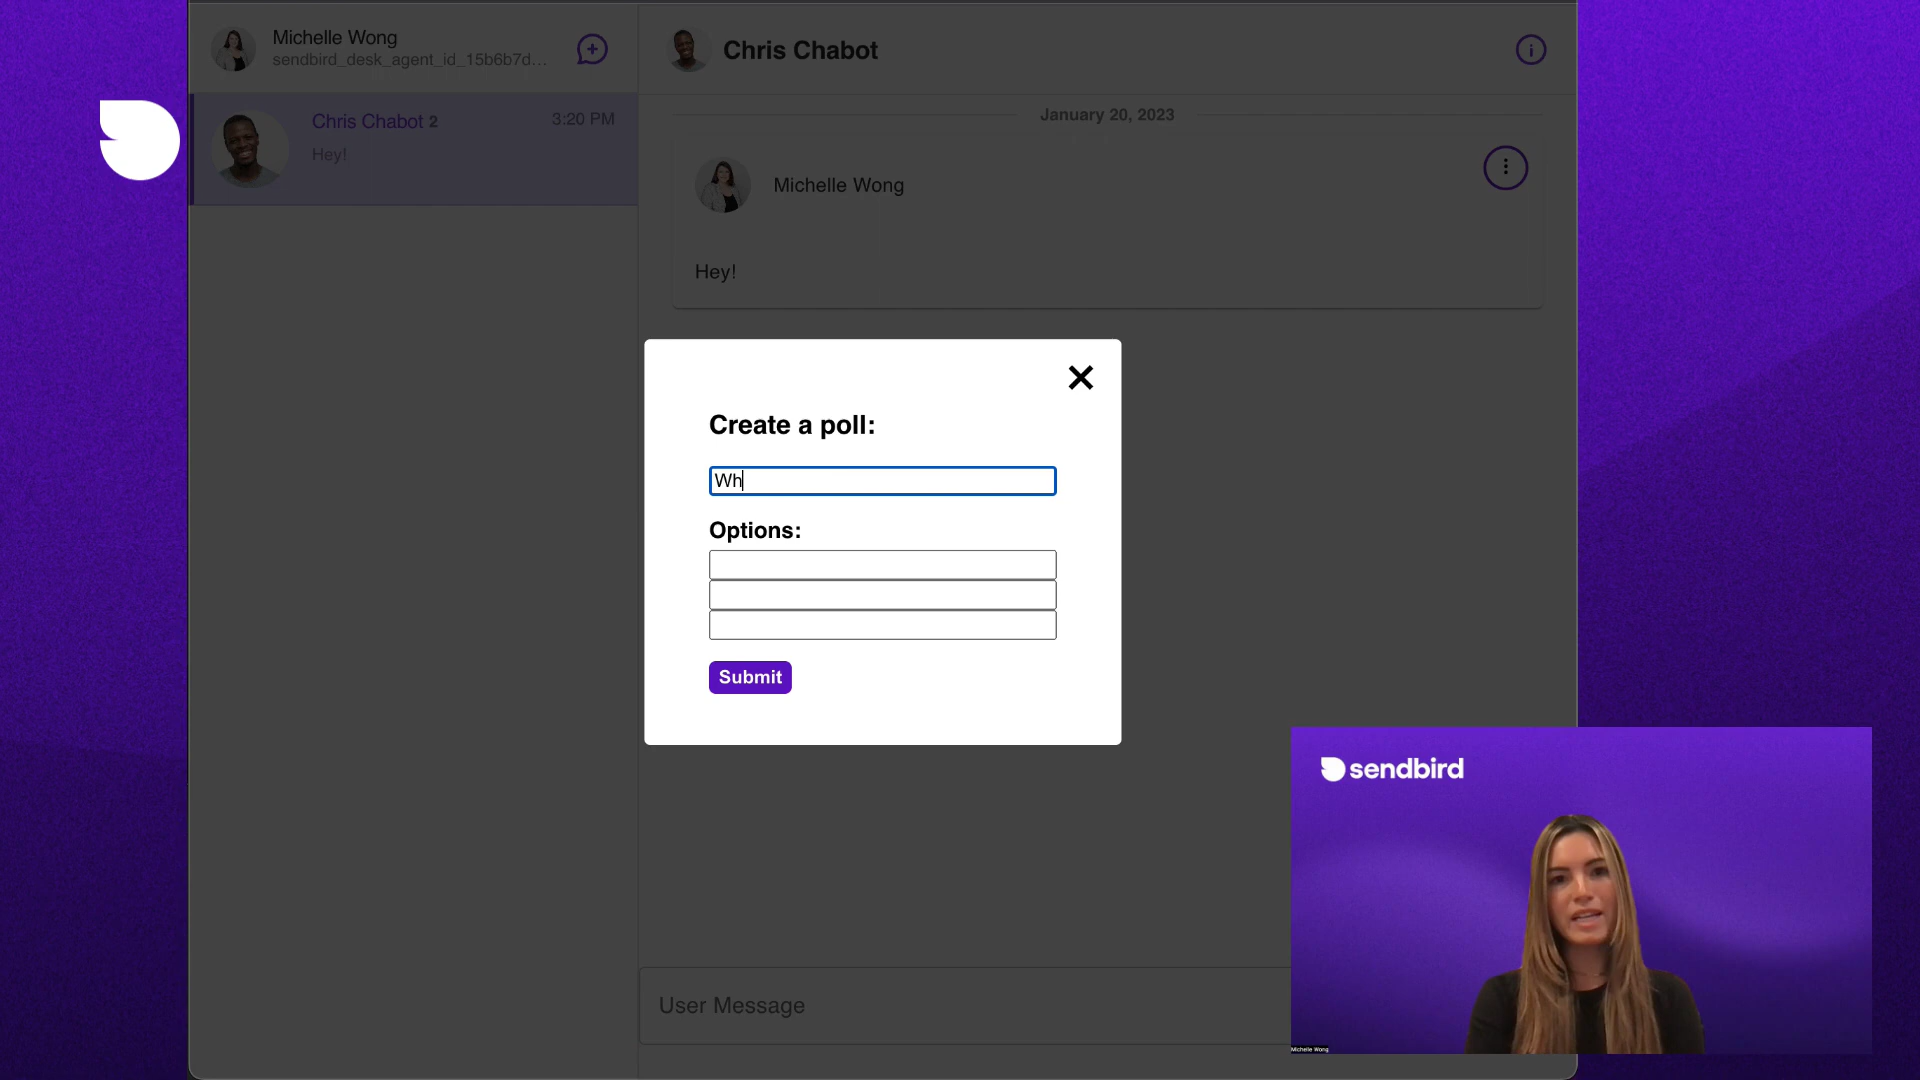 Michelle Wong
sendbird_desk_agent_id_15b6b7d...
Chris Chabot 2
3:20 PM
Hey!
Chris Chabot
January 20, 2023
Michelle Wong
Hey!
Create a poll:
Wh
Options:
Submit
User Message
sendbird
Michelle Wong